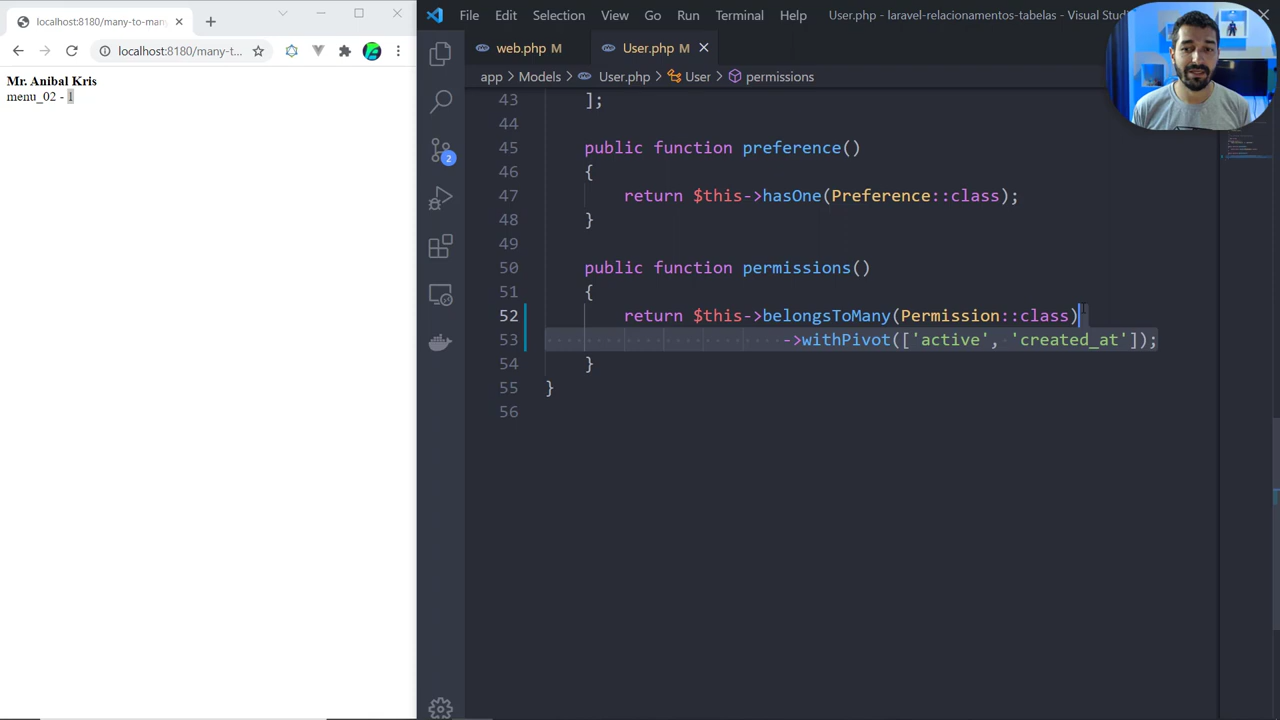 localhost:8180/many-to-many
localhost:8180/many-t...
Mr. Anibal Kris
menu_02 - 1
File Edit Selection View Go Run Terminal Help
User.php - laravel-relacionamentos-tabelas - Visual Studi
web.php M
User.php M
app > Models > User.php > User > permissions
43 ];
44
45 public function preference()
46 {
47 return $this->hasOne(Preference::class);
48 }
49
50 public function permissions()
51 {
52 return $this->belongsToMany(Permission::class)
53 ->withPivot(['active', 'created_at']);
54 }
55 }
56
2